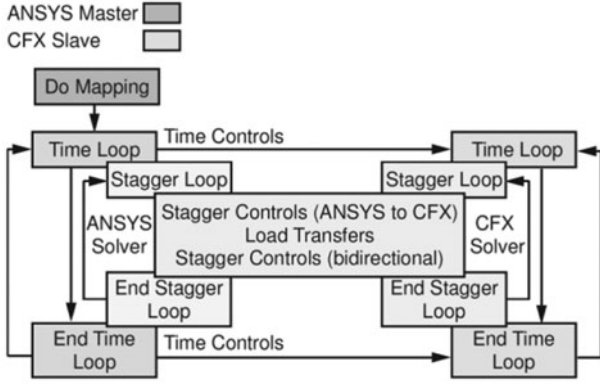 ANSYS Master
CFX Slave
Do Mapping
Time Loop
Time Controls
Time Loop
Stagger Loop
Stagger Loop
ANSYS
Solver
Stagger Controls (ANSYS to CFX)
Load Transfers
Stagger Controls (bidirectional)
CFX
Solver
End Stagger
Loop
End Stagger
Loop
End Time
Loop
Time Controls
End Time
Loop